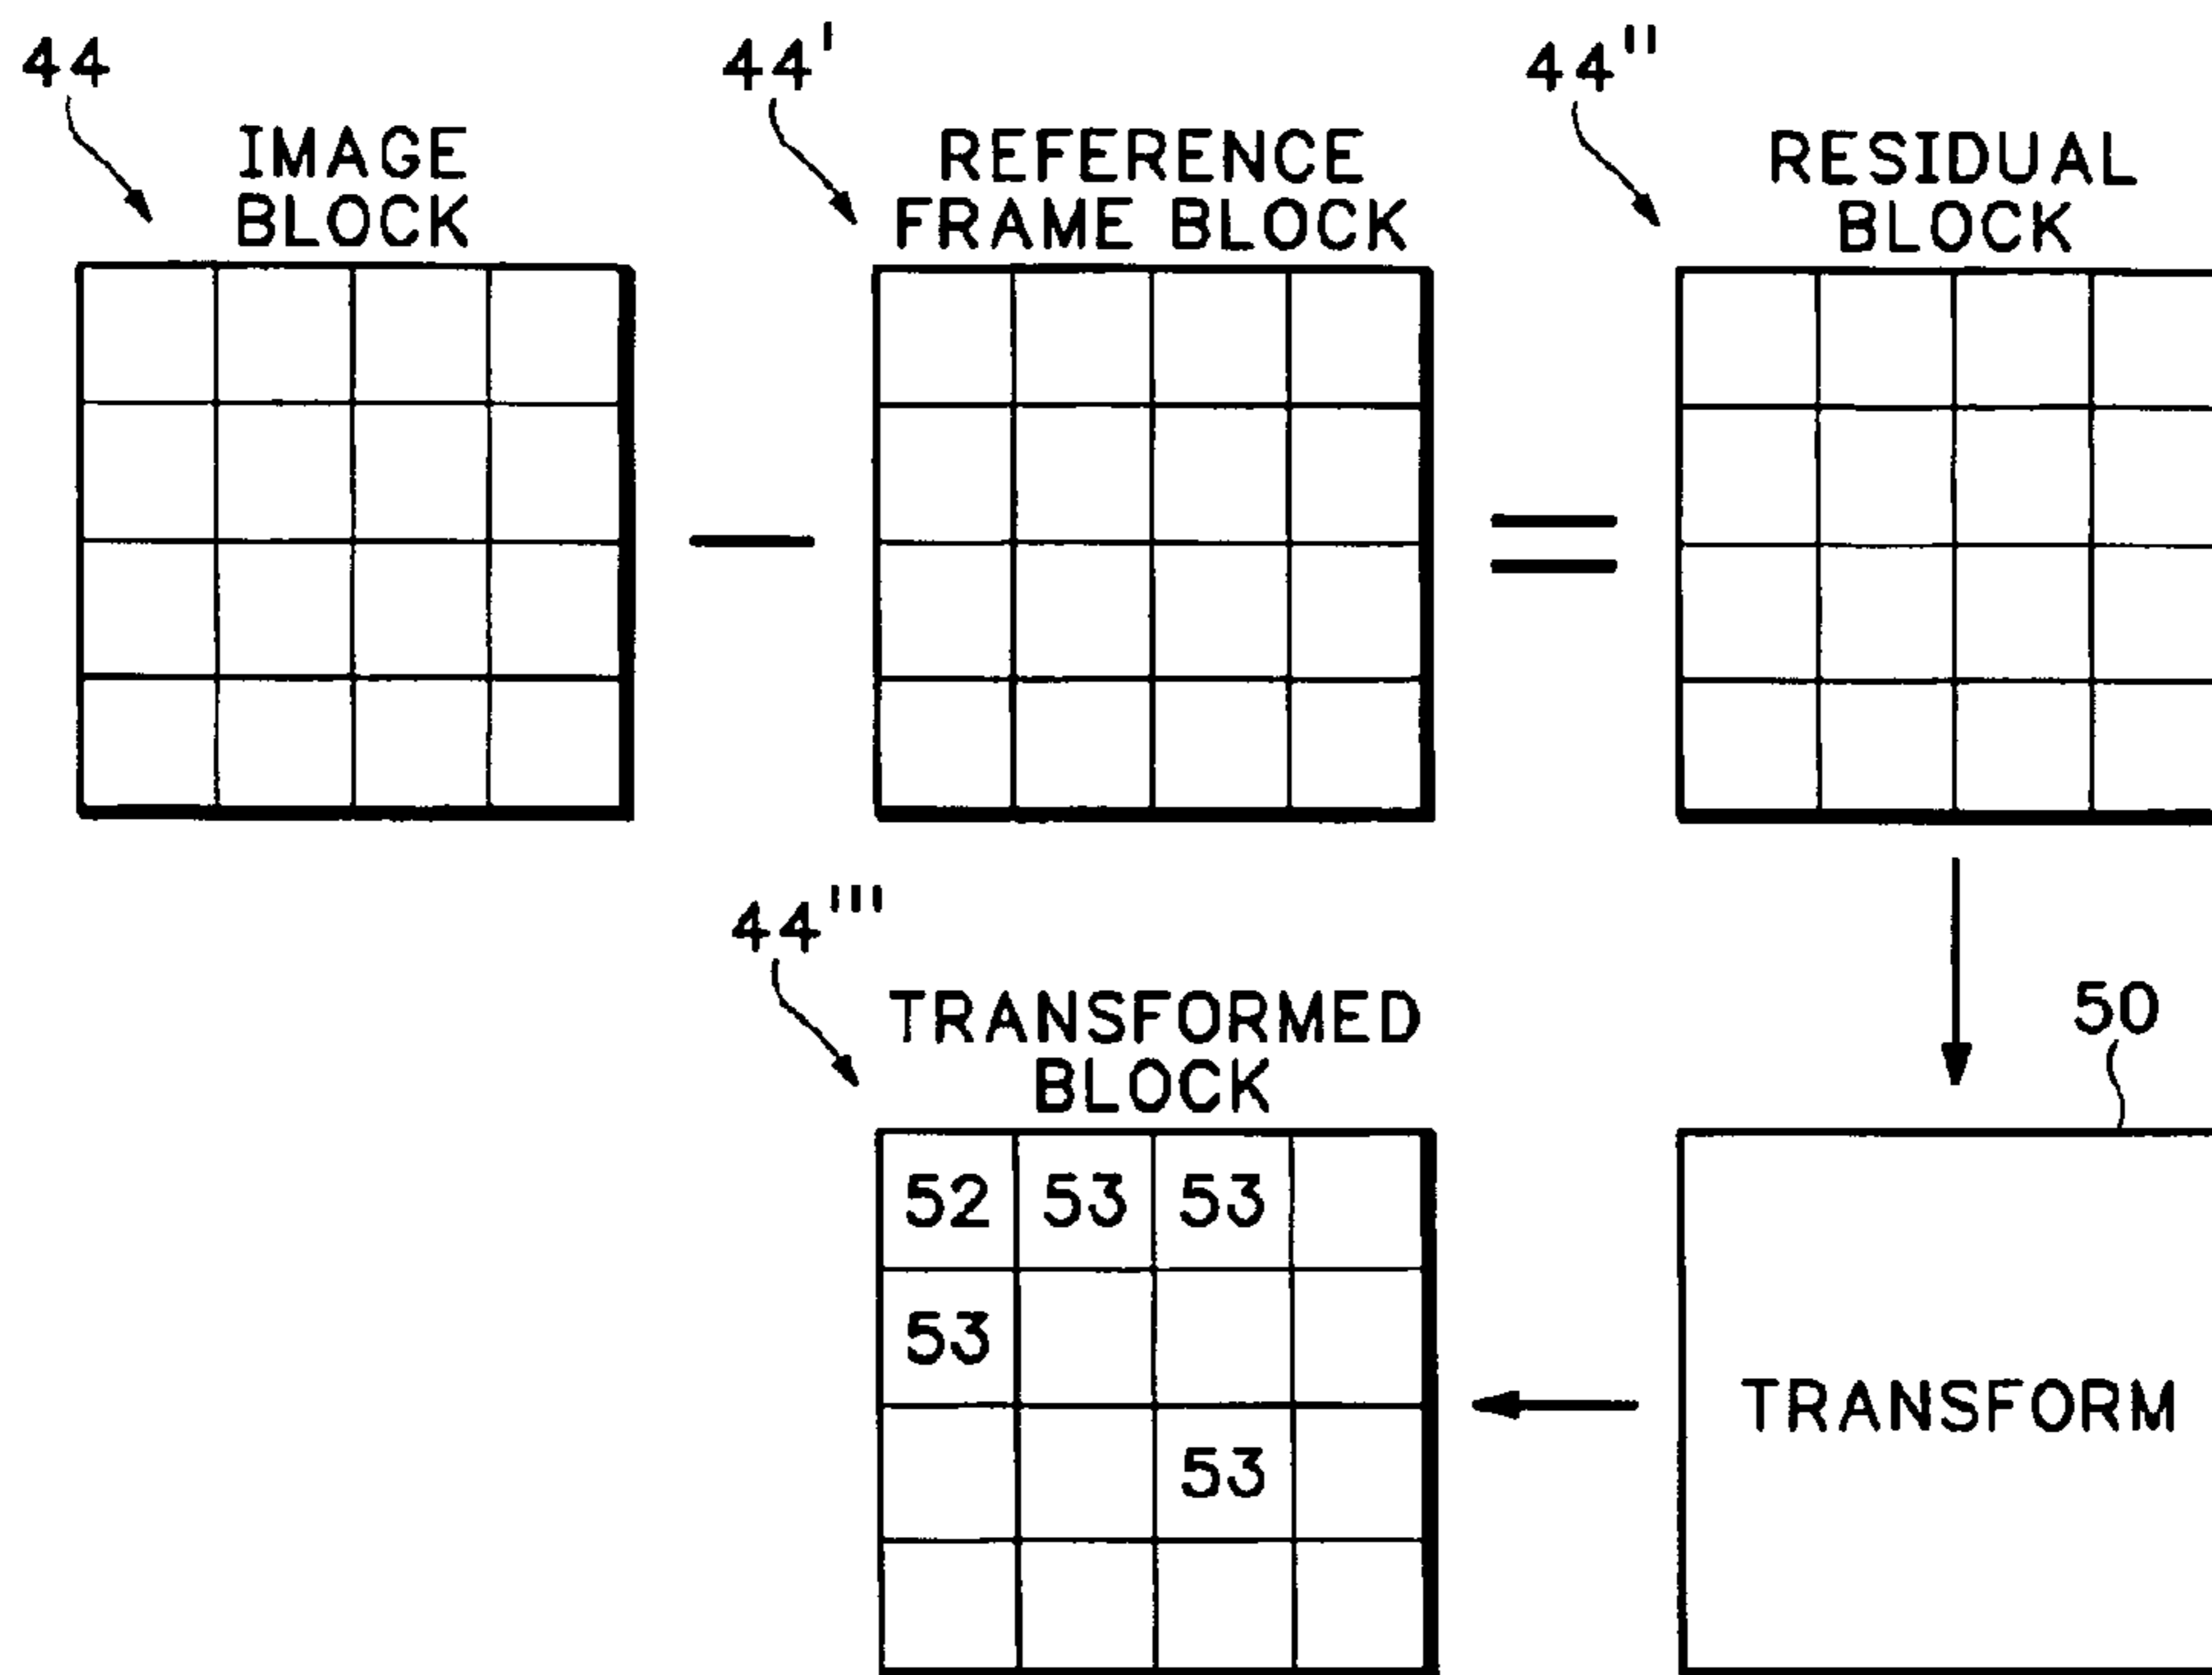 44
IMAGE
BLOCK
44'
REFERENCE
FRAME BLOCK
44"
RESIDUAL
BLOCK
44'''
TRANSFORMED
BLOCK
50
52 53 53
53
53
TRANSFORM